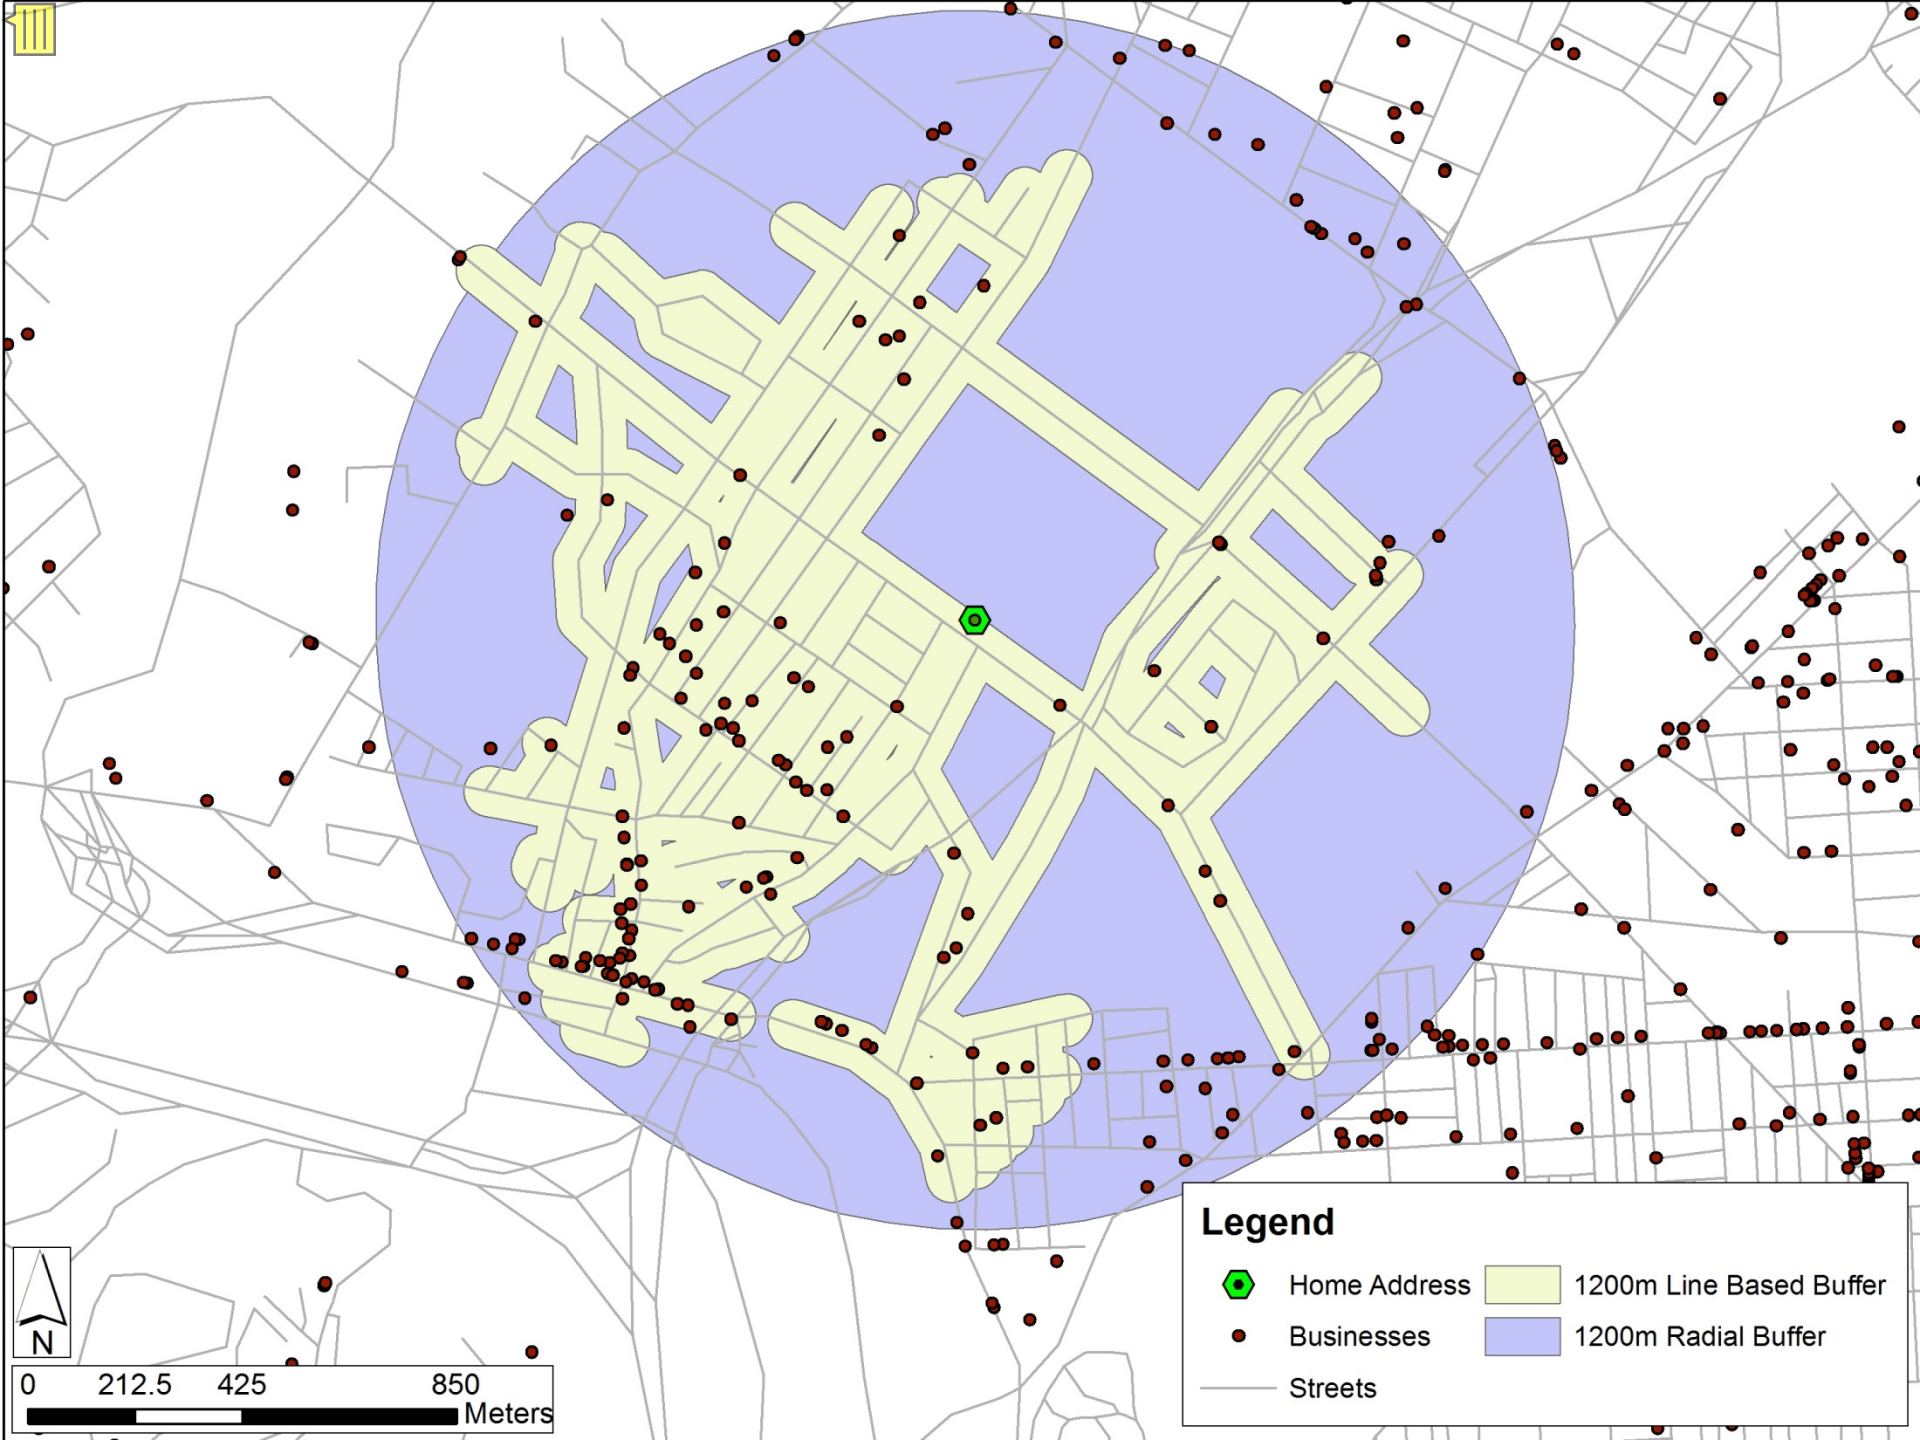 Legend
Home Address
1200m Line Based Buffer
Businesses
1200m Radial Buffer
Streets
N
0 212.5 425 850
Meters